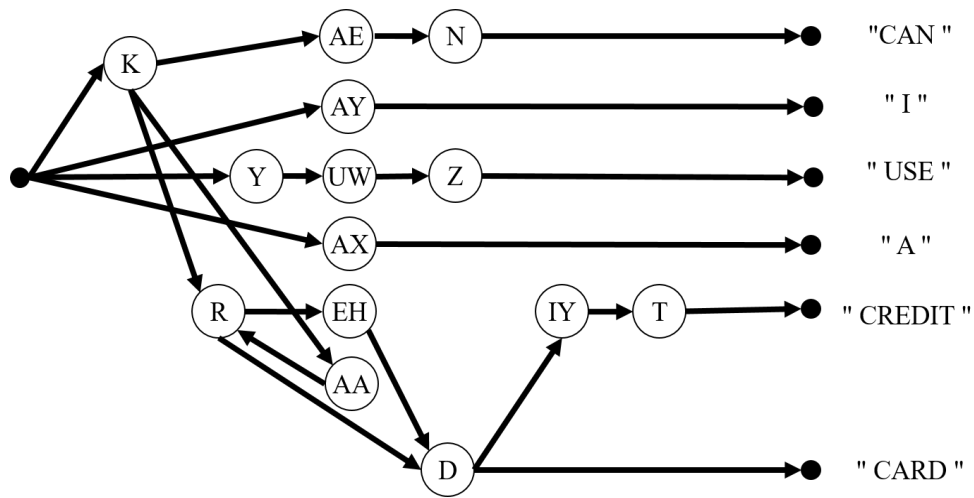 K AE N "CAN "
AY " I "
Y UW Z " USE "
AX " A "
R EH IY T " CREDIT "
AA
D " CARD "